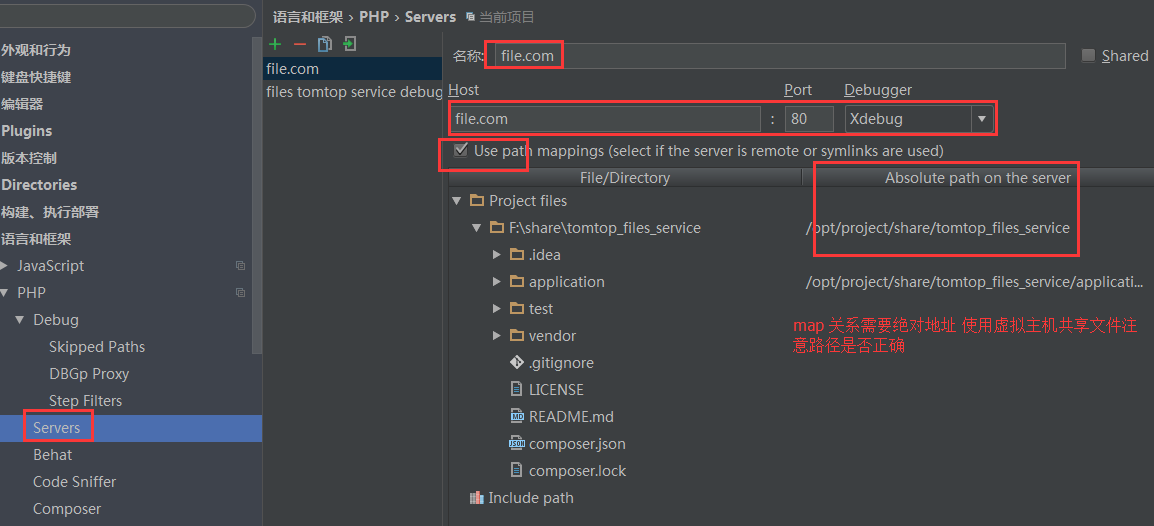 语言和框架 › PHP › Servers 当前项目
外观和行为
键盘快捷键
编辑器
Plugins
版本控制
Directories
构建、执行部署
语言和框架
JavaScript
PHP
Debug
Skipped Paths
DBGp Proxy
Step Filters
Servers
Behat
Code Sniffer
Composer
file.com
files tomtop service debug
名称: file.com Shared
Host Port Debugger
file.com : 80 Xdebug
Use path mappings (select if the server is remote or symlinks are used)
File/Directory Absolute path on the server
Project files
F:\share\tomtop_files_service /opt/project/share/tomtop_files_service
.idea
application /opt/project/share/tomtop_files_service/applicati...
test
vendor
.gitignore
LICENSE
README.md
composer.json
composer.lock
Include path
map 关系需要绝对地址 使用虚拟主机共享文件注
意路径是否正确